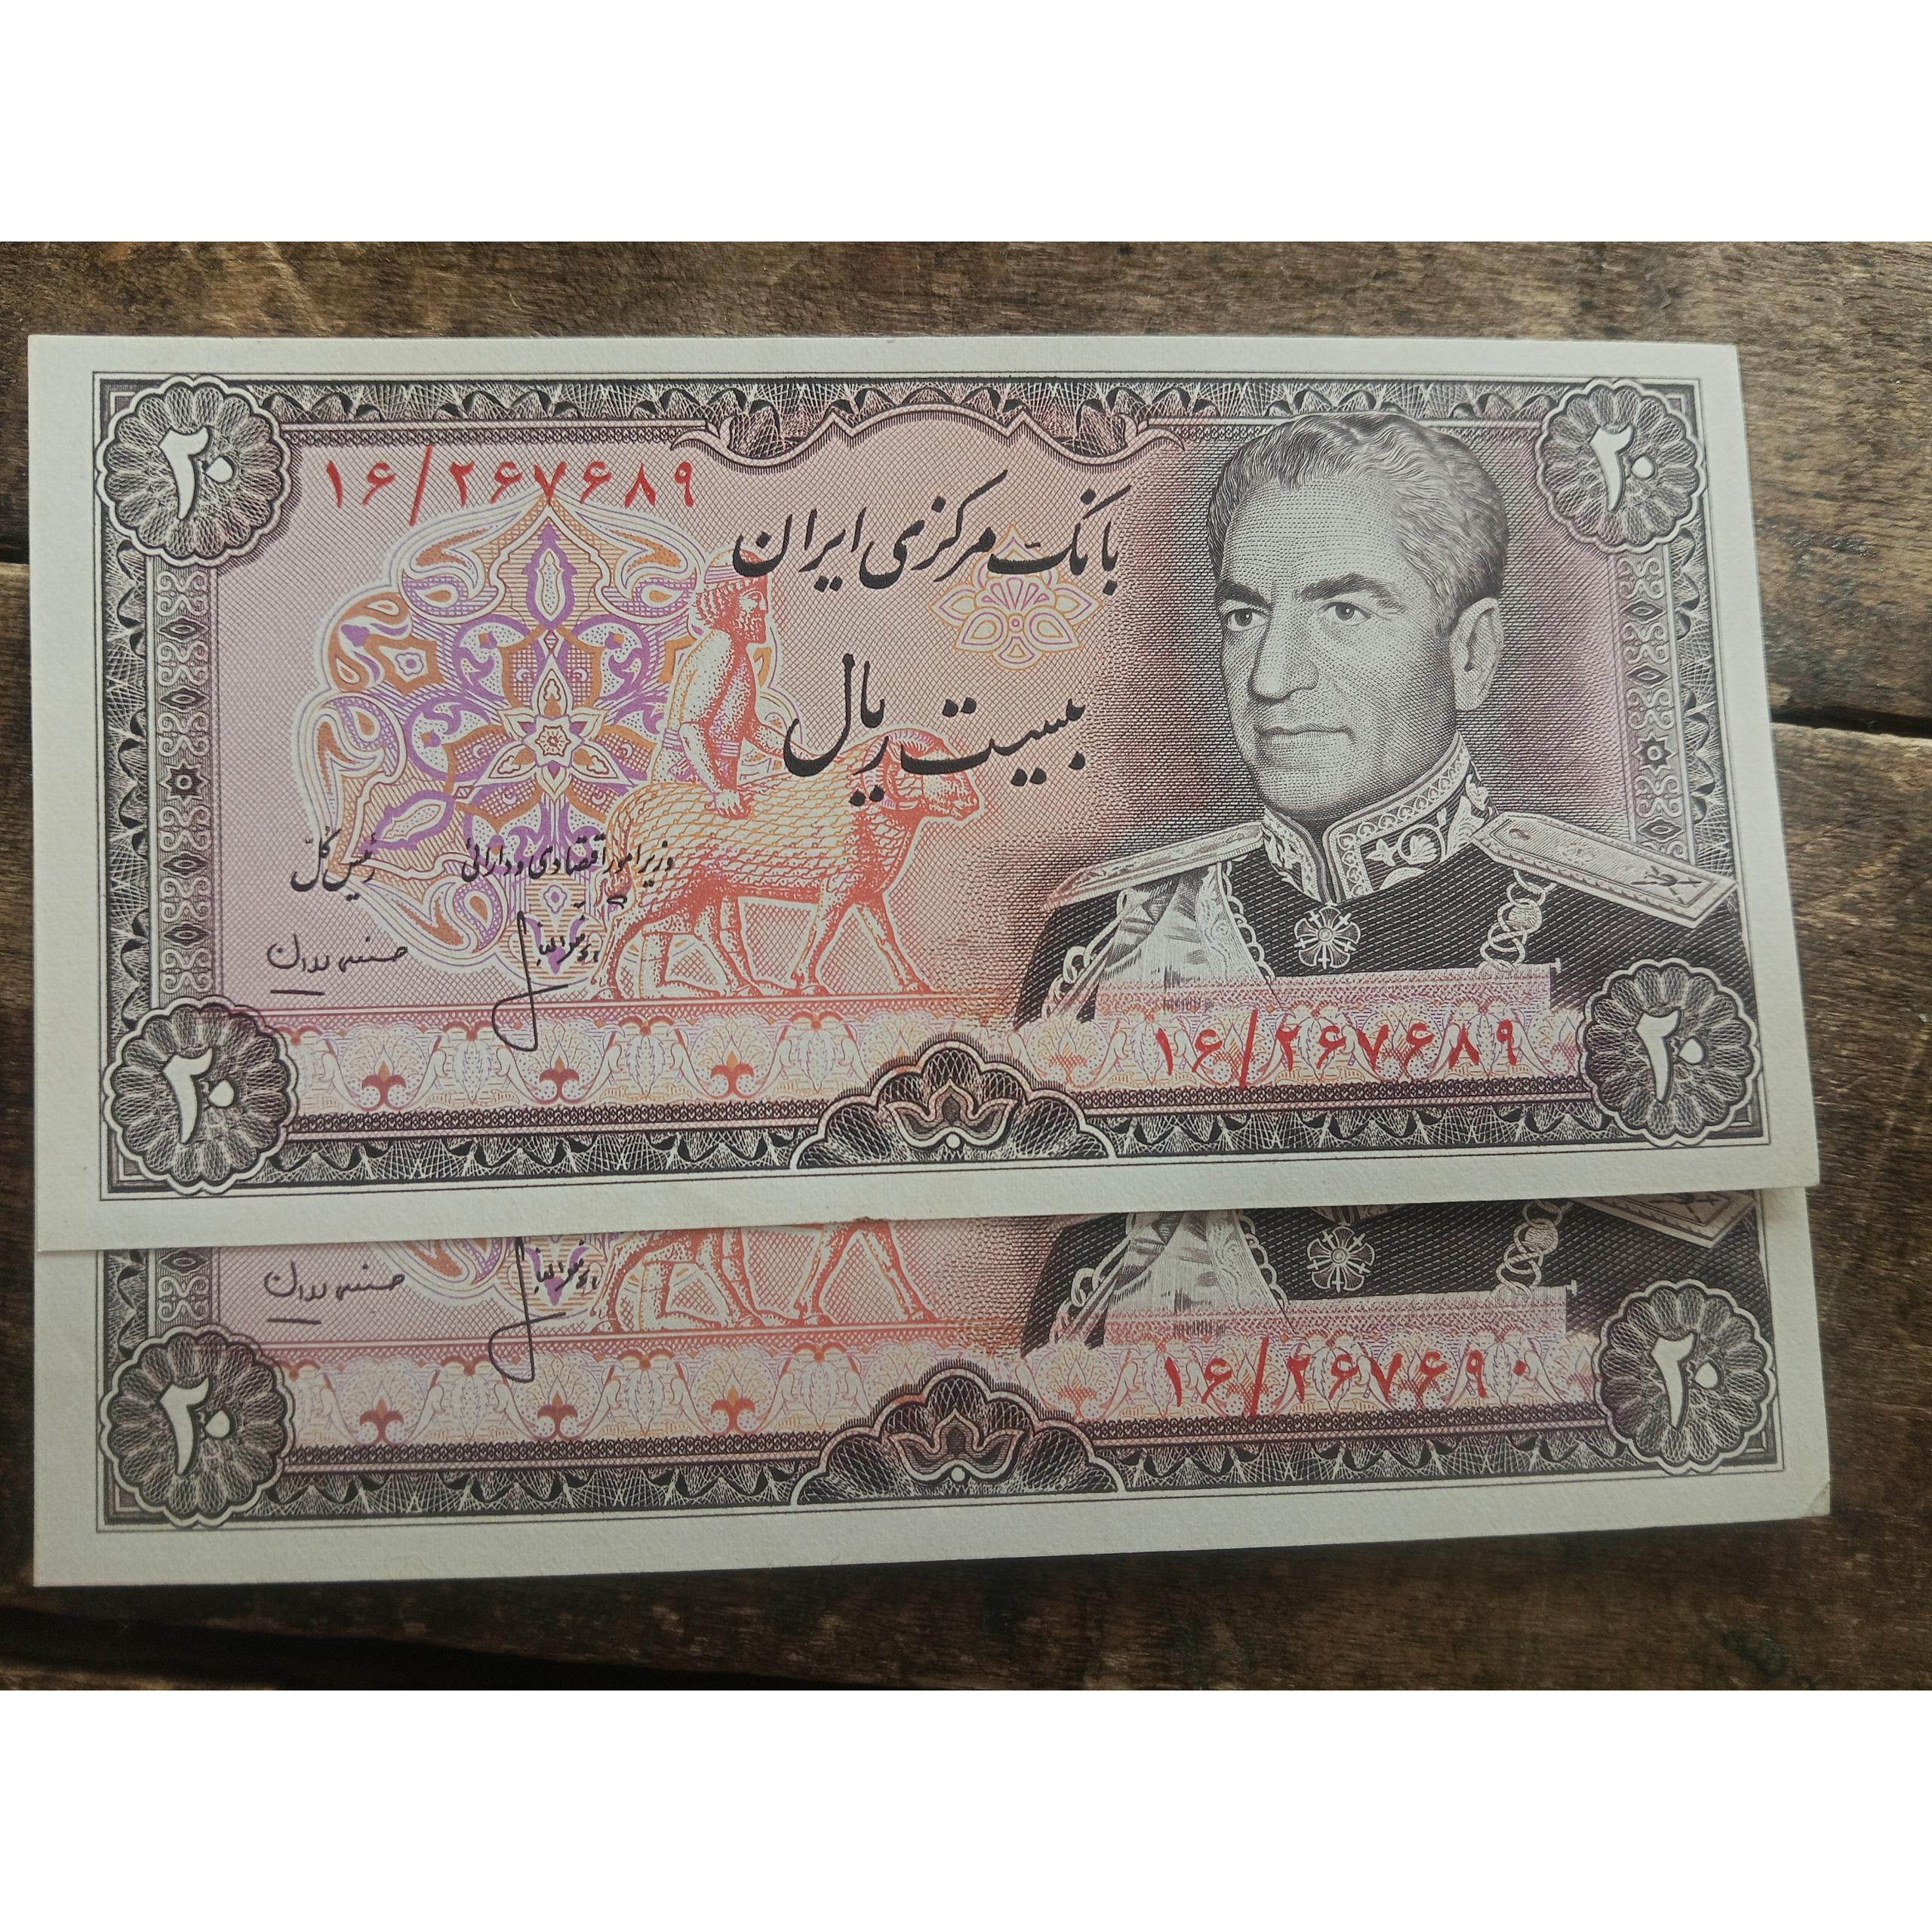 ۲۰
۲۰
۱۶/۲۶۷۶۸۹
بانک مرکزی ایران
بیست ریال
وزیر امور اقتصادی و دارائی
رئیس کل
۱۶/۲۶۷۶۸۹
۲۰
۲۰
۱۶/۲۶۷۶۹۰
۲۰
۲۰